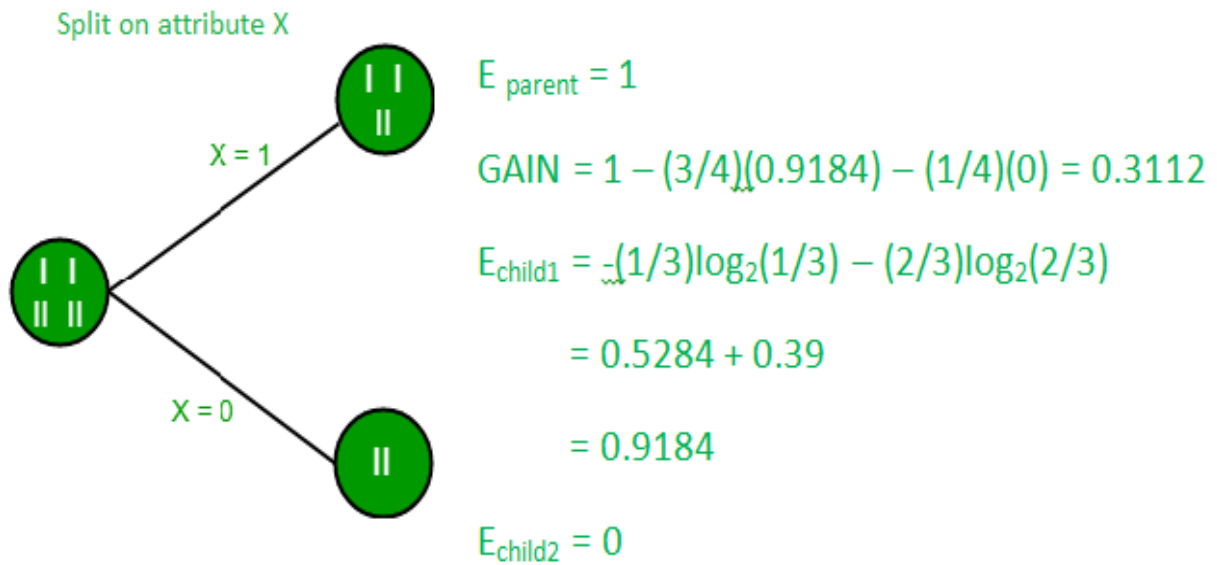 Split on attribute X
I I
II
X = 1
I I
II II
X = 0
II
E parent = 1
GAIN = 1 – (3/4)(0.9184) – (1/4)(0) = 0.3112
Echild1 = -(1/3)log2(1/3) – (2/3)log2(2/3)
= 0.5284 + 0.39
= 0.9184
Echild2 = 0